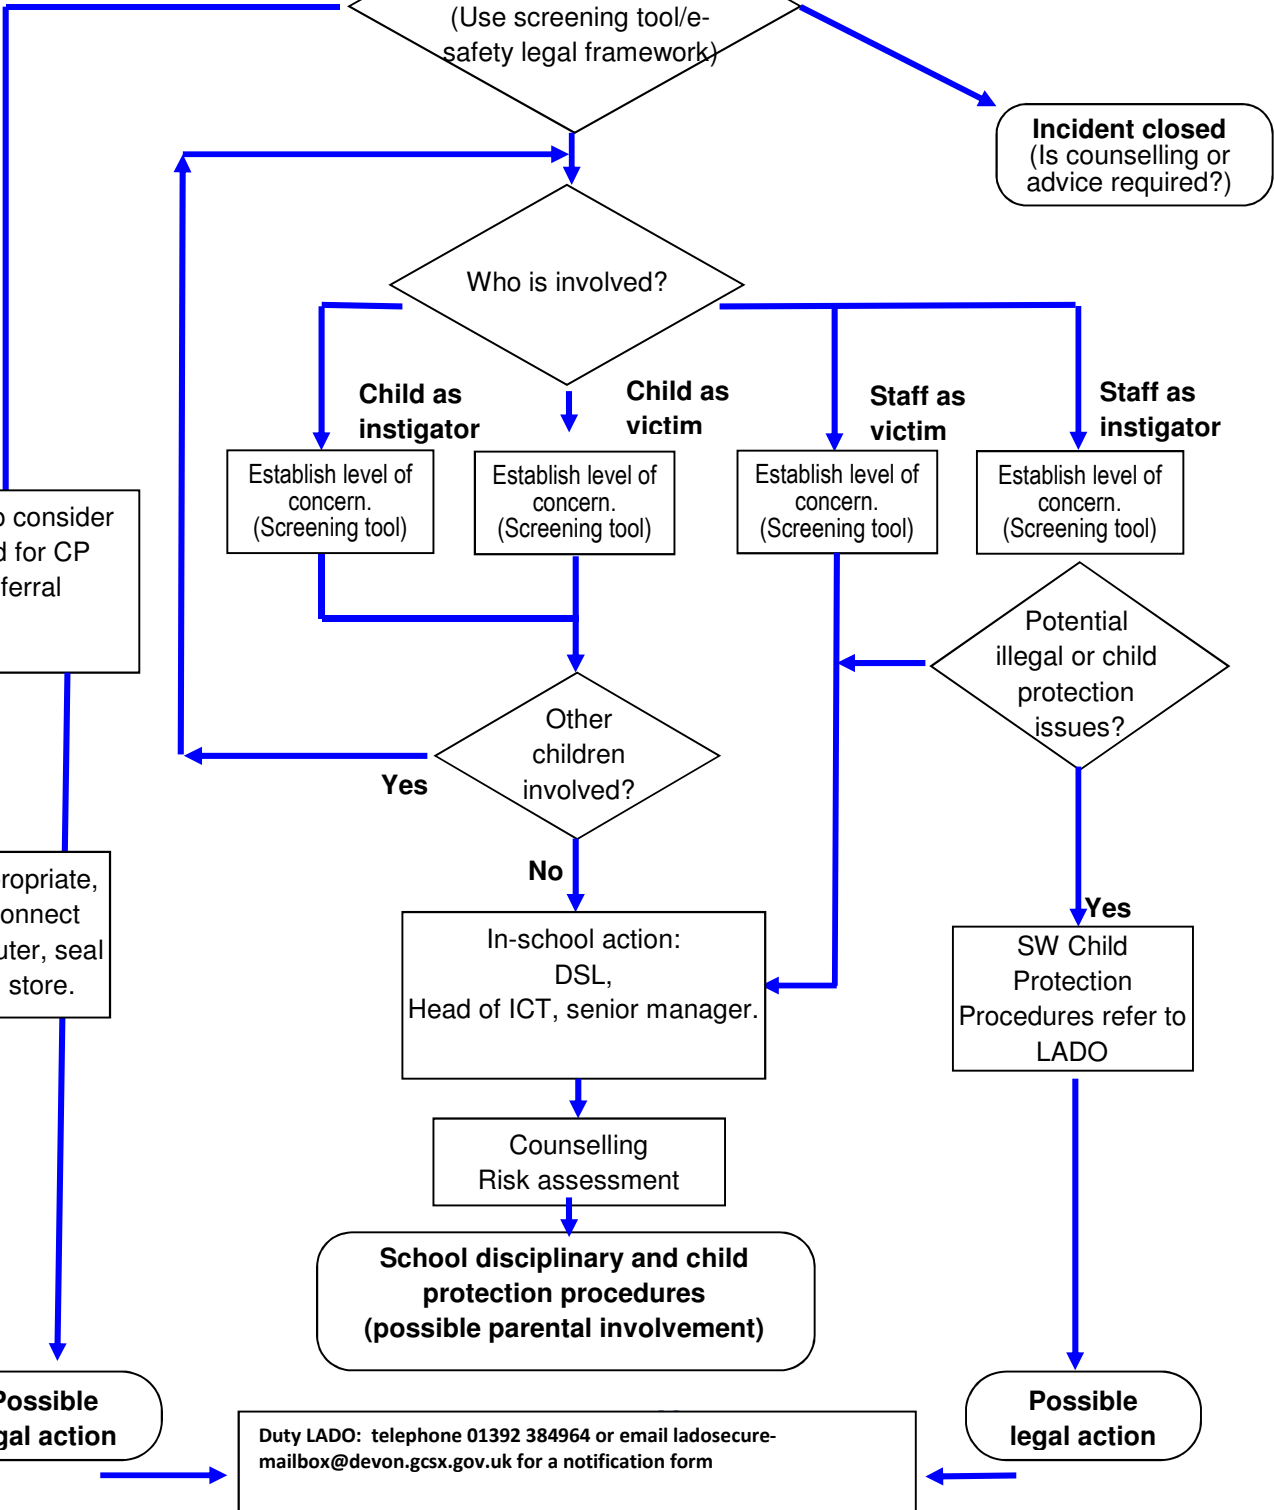 (Use screening tool/e-
safety legal framework)
Incident closed
(Is counselling or
advice required?)
Who is involved?
Child as
instigator
Child as
victim
Staff as
victim
Staff as
instigator
Establish level of
concern.
(Screening tool)
Establish level of
concern.
(Screening tool)
Establish level of
concern.
(Screening tool)
Establish level of
concern.
(Screening tool)
consider
for CP
ferral
Potential
illegal or child
protection
issues?
Other
children
involved?
Yes
No
ropriate,
onnect
uter, seal
store.
In-school action:
DSL,
Head of ICT, senior manager.
Yes
SW Child
Protection
Procedures refer to
LADO
Counselling
Risk assessment
School disciplinary and child
protection procedures
(possible parental involvement)
Possible
gal action
Possible
legal action
Duty LADO: telephone 01392 384964 or email ladosecure-
mailbox@devon.gcsx.gov.uk for a notification form